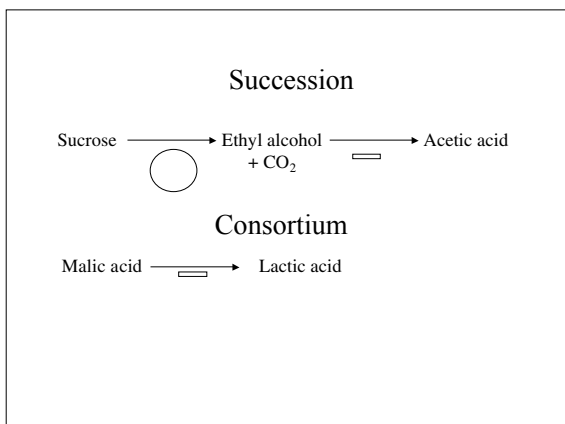 Succession
Sucrose Ethyl alcohol Acetic acid
+ CO₂
Consortium
Malic acid Lactic acid